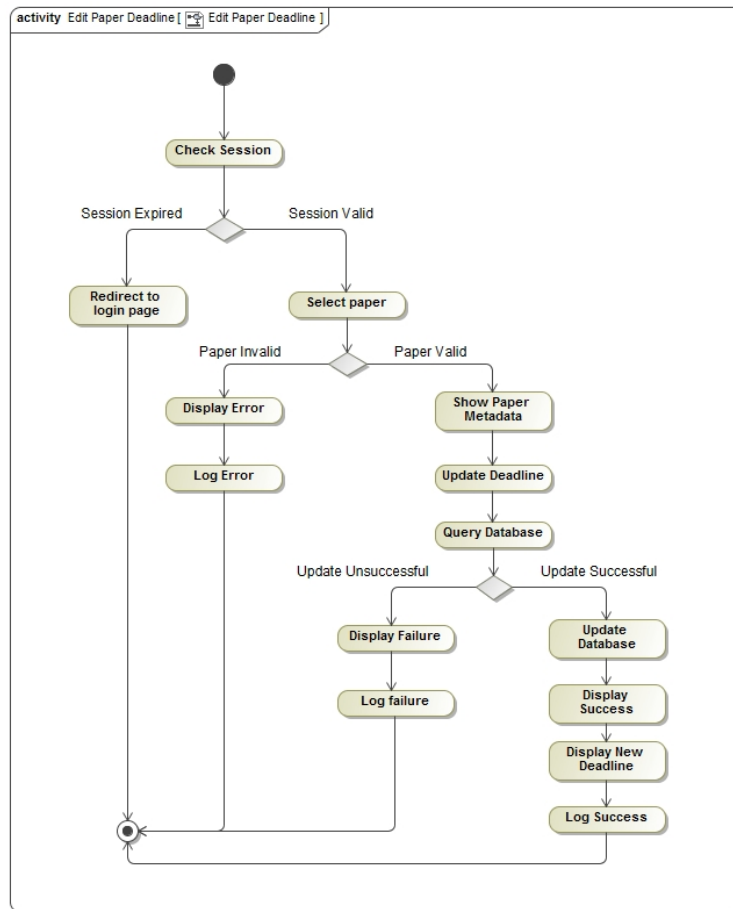 activity Edit Paper Deadline [ Edit Paper Deadline ]
Check Session
Session Expired
Session Valid
Redirect to
login page
Select paper
Paper Invalid
Paper Valid
Display Error
Show Paper
Metadata
Log Error
Update Deadline
Query Database
Update Unsuccessful
Update Successful
Display Failure
Update
Database
Log failure
Display
Success
Display New
Deadline
Log Success